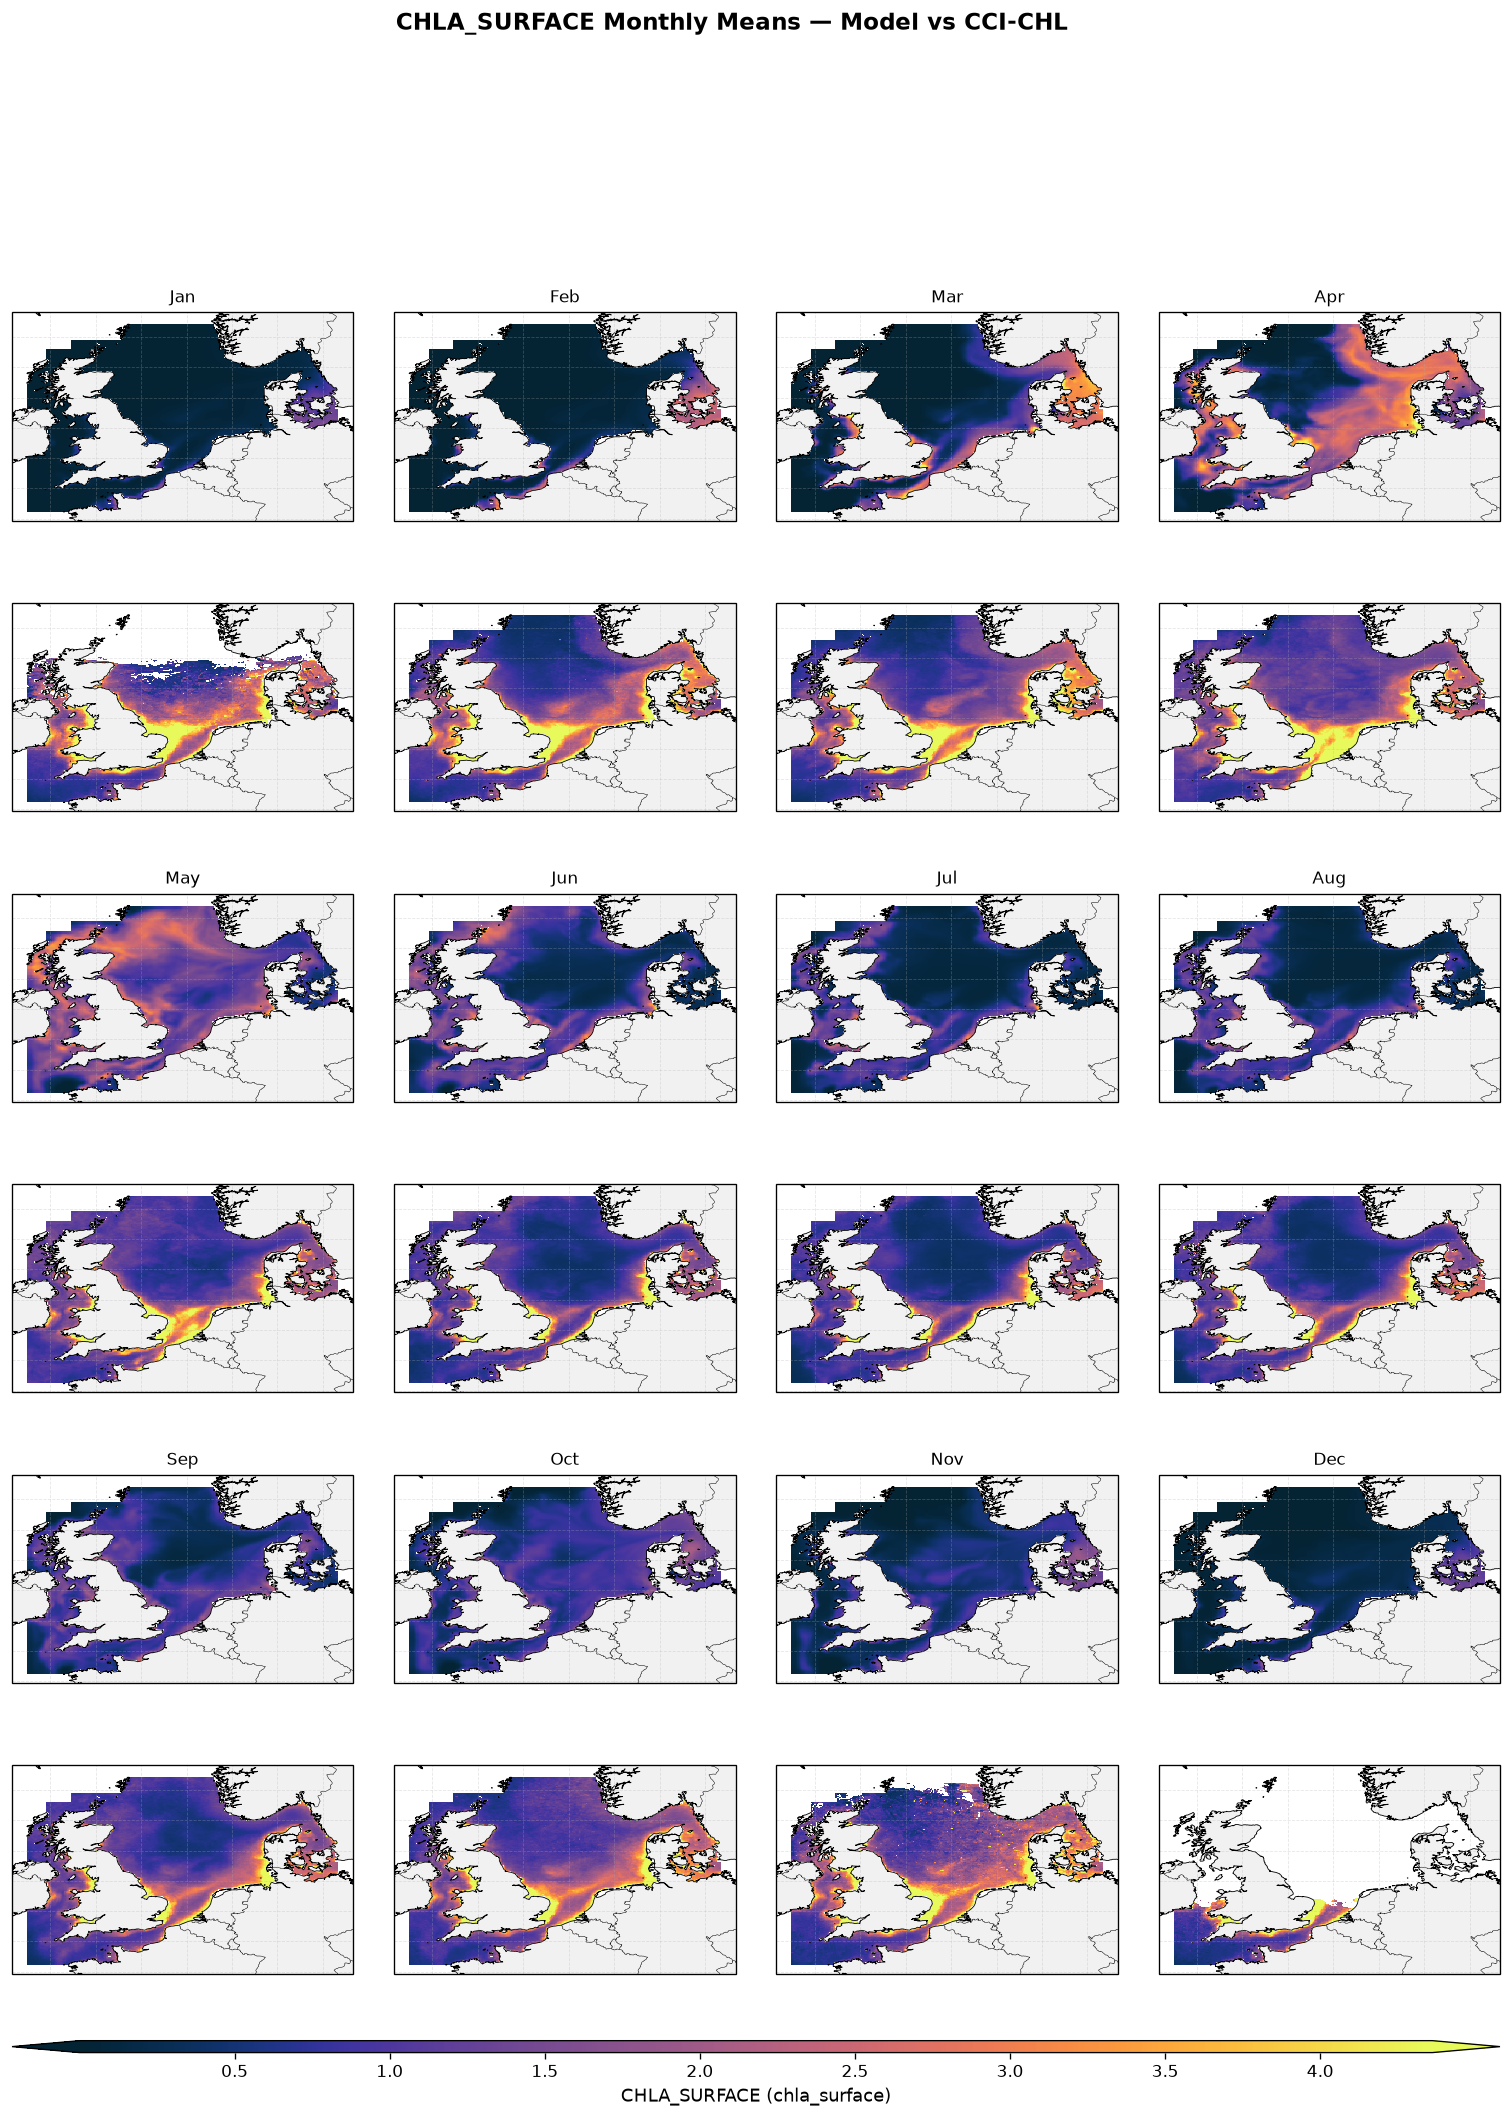 CHLA_SURFACE Monthly Means — Model vs CCI-CHL
Jan
Feb
Mar
Apr
May
Jun
Jul
Aug
Sep
Oct
Nov
Dec
0.5 1.0 1.5 2.0 2.5 3.0 3.5 4.0
CHLA_SURFACE (chla_surface)